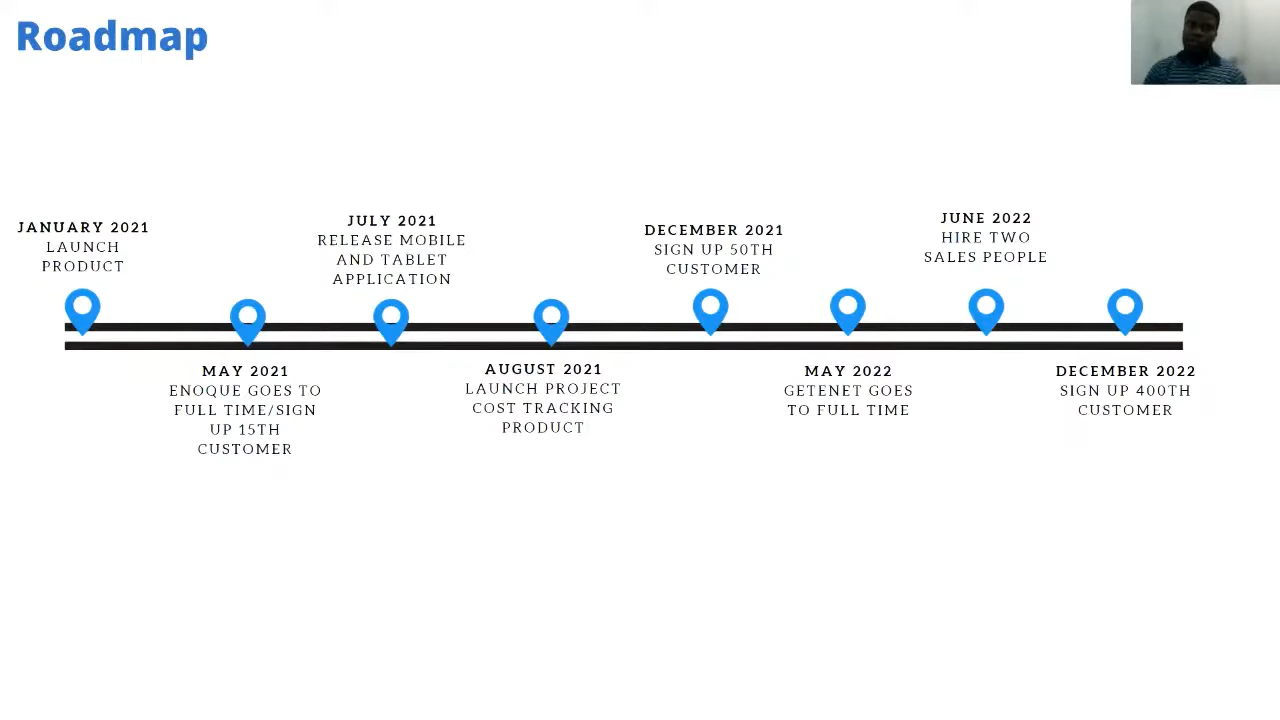 Roadmap
JANUARY 2021
LAUNCH
PRODUCT
MAY 2021
ENOQUE GOES TO
FULL TIME/SIGN
UP 15TH
CUSTOMER
JULY 2021
RELEASE MOBILE
AND TABLET
APPLICATION
AUGUST 2021
LAUNCH PROJECT
COST TRACKING
PRODUCT
DECEMBER 2021
SIGN UP 50TH
CUSTOMER
MAY 2022
GETENET GOES
TO FULL TIME
JUNE 2022
HIRE TWO
SALES PEOPLE
DECEMBER 2022
SIGN UP 400TH
CUSTOMER